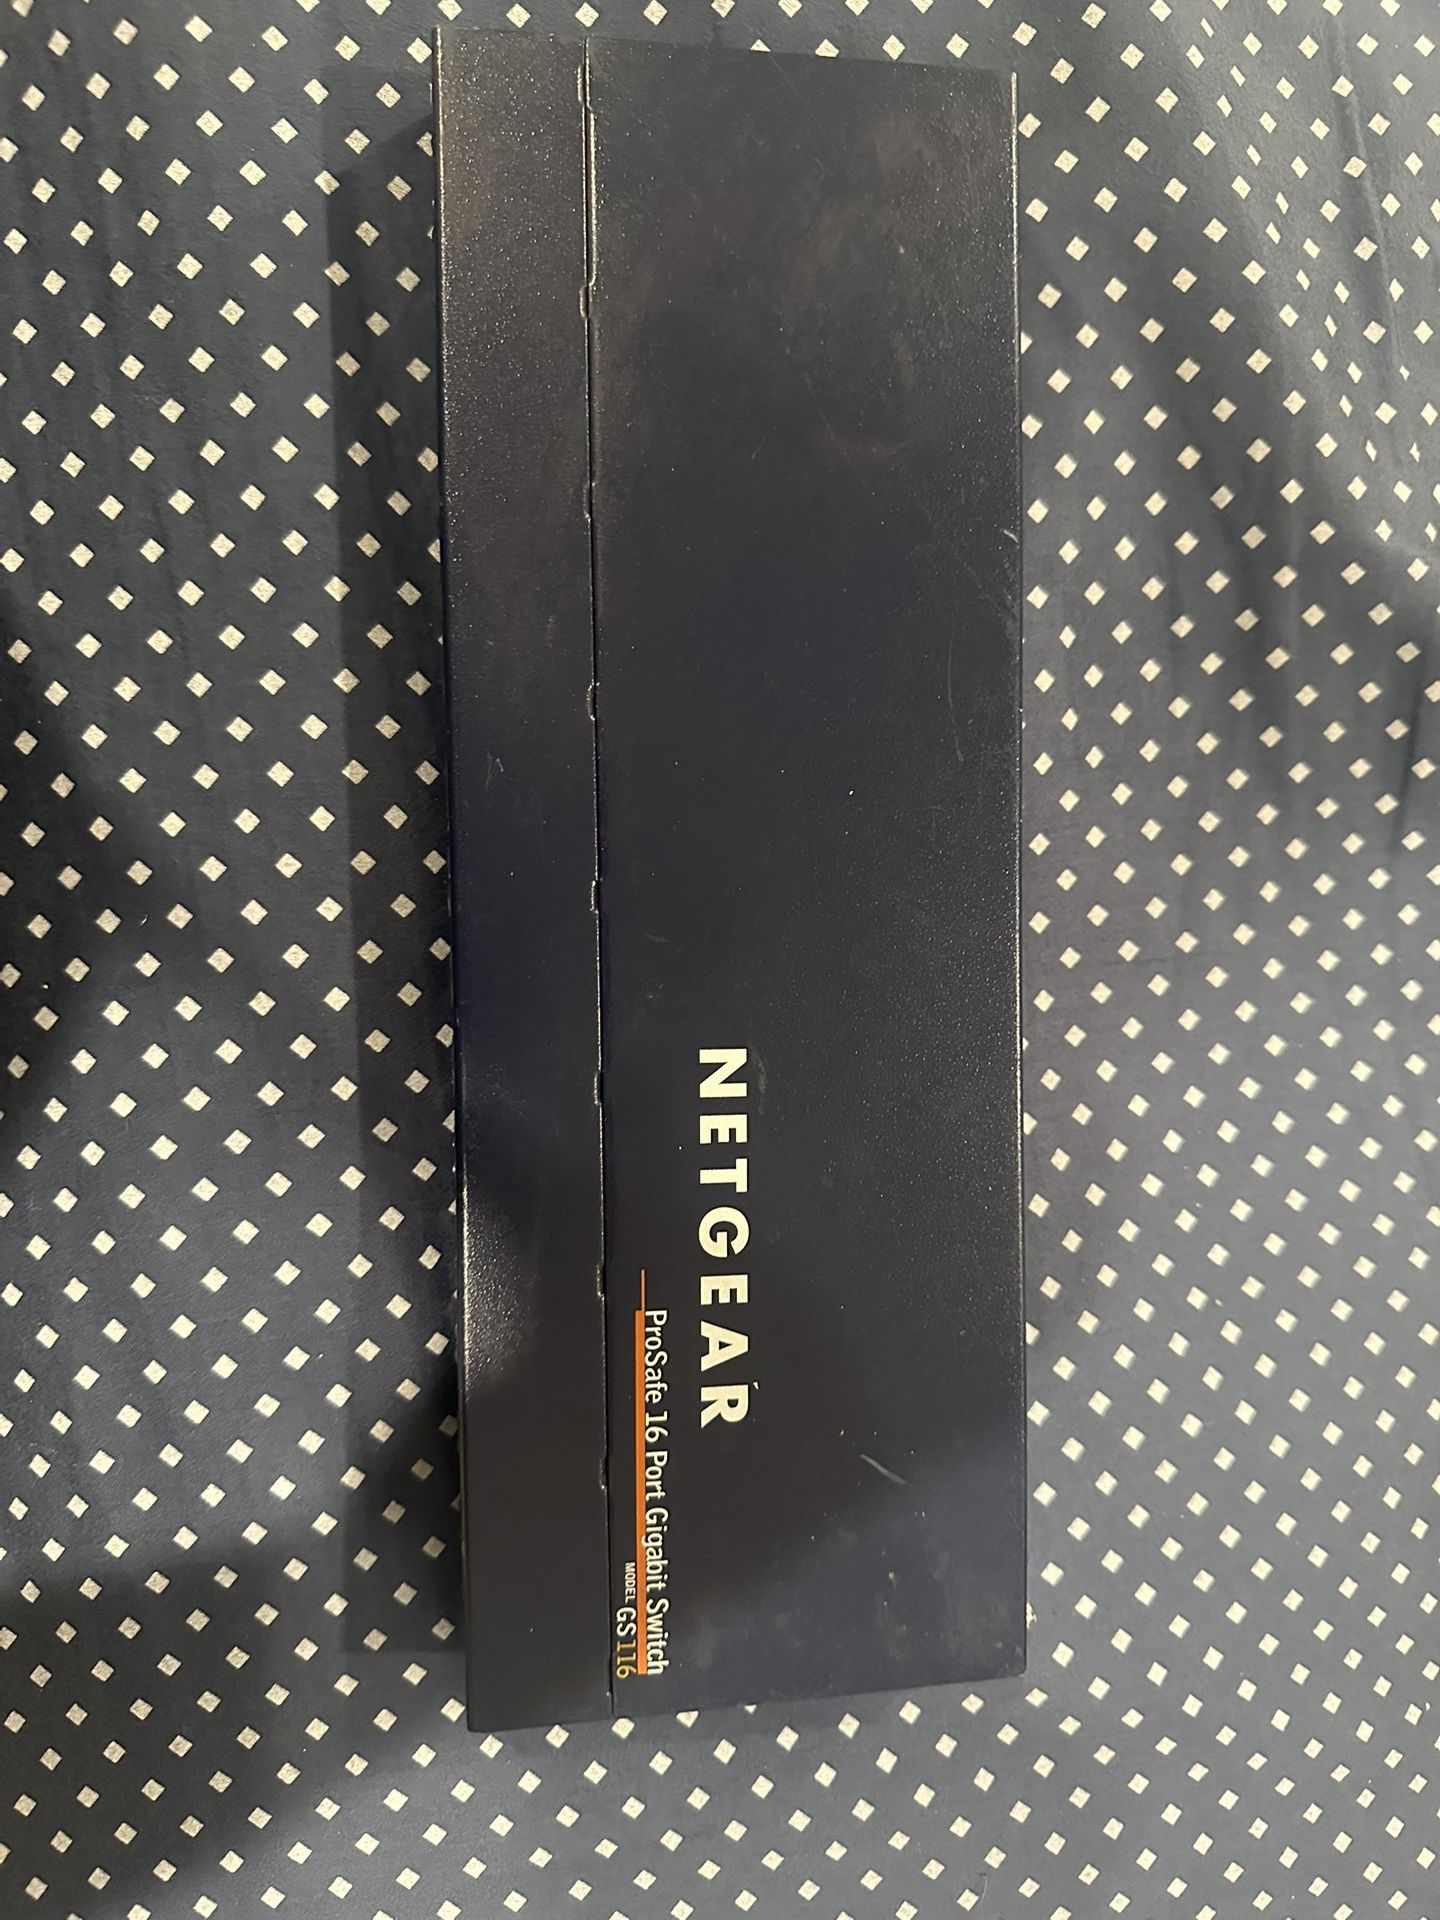 NETGEAR
ProSafe 16 Port Gigabit Switch
MODEL GS116